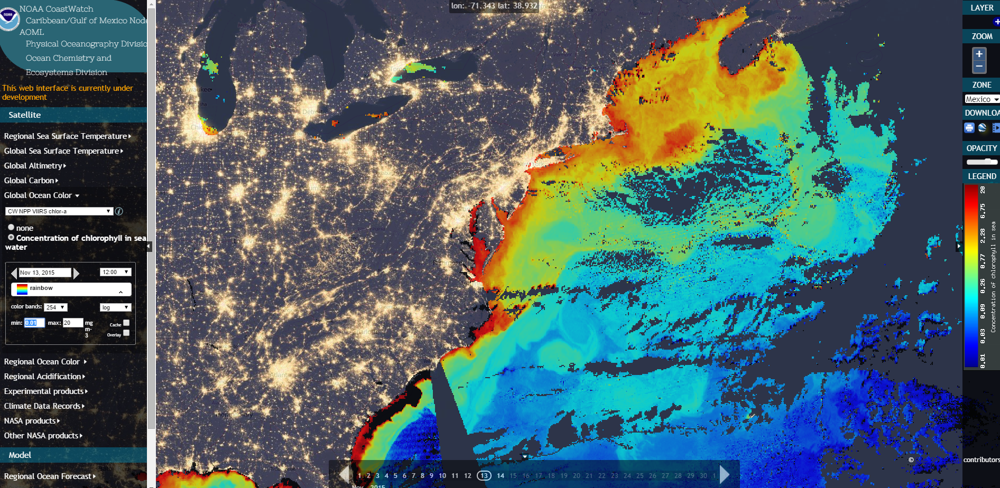 NOAA CoastWatch
Caribbean/Gulf of Mexico Node
AOML
Physical Oceanography Divisio
Ocean Chemistry and
Ecosystems Division
This web interface is currently under
development
Satellite
Regional Sea Surface Temperature
Global Sea Surface Temperature
Global Altimetry
Global Carbon
Global Ocean Color
CW NPP VIIRS chlor-a
none
Concentration of chlorophyll in sea
water
Nov 13, 2015
12:00
rainbow
color bands: 254
log
min: 0.01 max: 20 mg
m-
3
Cache
Overlay
Regional Ocean Color
Regional Acidification
Experimental products
Climate Data Records
NASA products
Other NASA products
Model
Regional Ocean Forecast
lon: -71.343 lat: 38.932
Toronto
Detroit
Atlanta
Montgomery
Richmond
1 2 3 4 5 6 7 8 9 10 11 12 13 14 15 16 17 18 19 20 21 22 23 24 25 26 27 28 29 30 1
Nov 2015
LAYER
ZOOM
+
−
ZONE
Mexico
DOWNLOA
OPACITY
LEGEND
20
6.75
2.28
0.77
0.26
0.09
0.03
0.01
Concentration of chlorophyll in sea
contributors